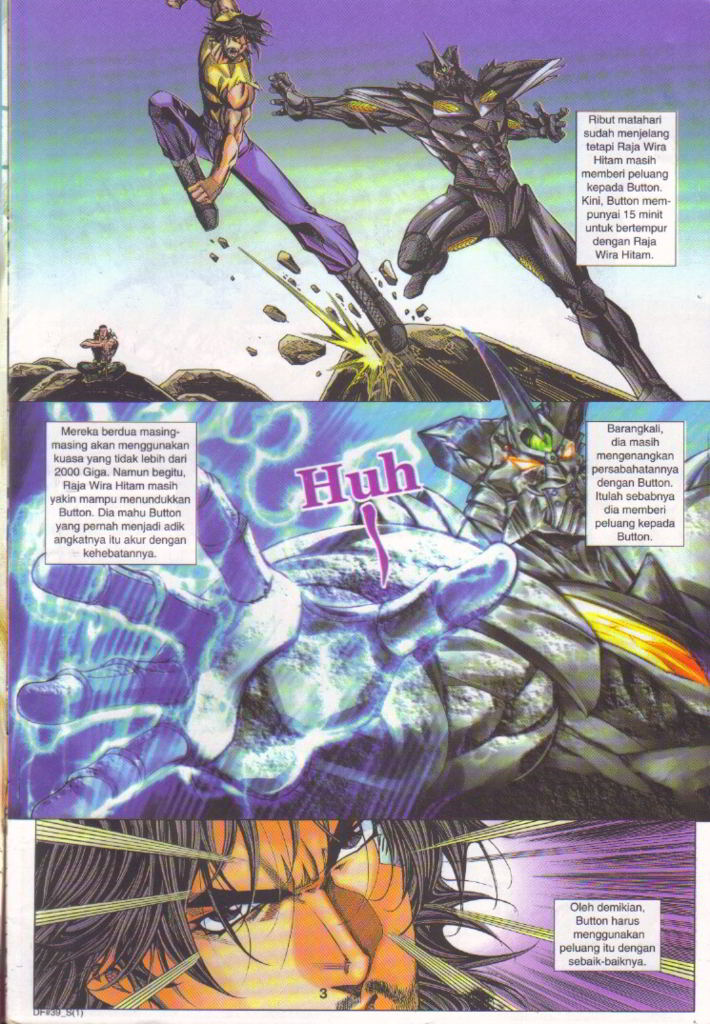 Ribut matahari
sudah menjelang
tetapi Raja Wira
Hitam masih
memberi peluang
kepada Button.
Kini, Button mem-
punyai 15 minit
untuk bertempur
dengan Raja
Wira Hitam.
Mereka berdua masing-
masing akan menggunakan
kuasa yang tidak lebih dari
2000 Giga. Namun begitu,
Raja Wira Hitam masih
yakin mampu menundukkan
Button. Dia mahu Button
yang pernah menjadi adik
angkatnya itu akur dengan
kehebatannya.
Huh
Barangkali,
dia masih
mengenangkan
persabahatannya
dengan Button.
Itulah sebabnya
dia memberi
peluang kepada
Button.
Oleh demikian,
Button harus
menggunakan
peluang itu dengan
sebaik-baiknya.
3
DF#39_S(1)